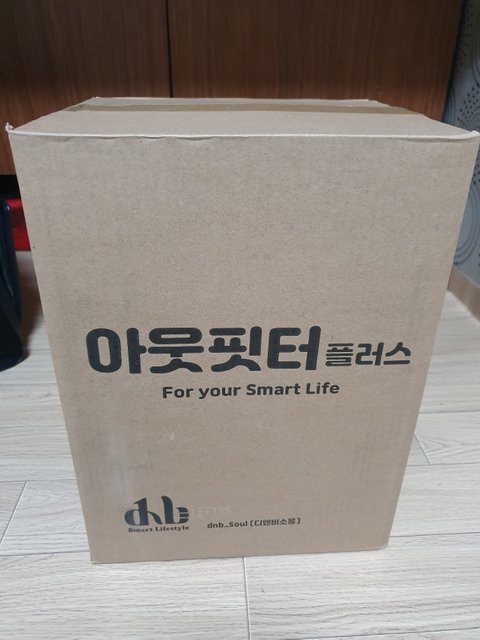 아웃핏터 플러스
For your Smart Life
dnb
Smart Lifestyle
dnb_Soul (디앤비소울)